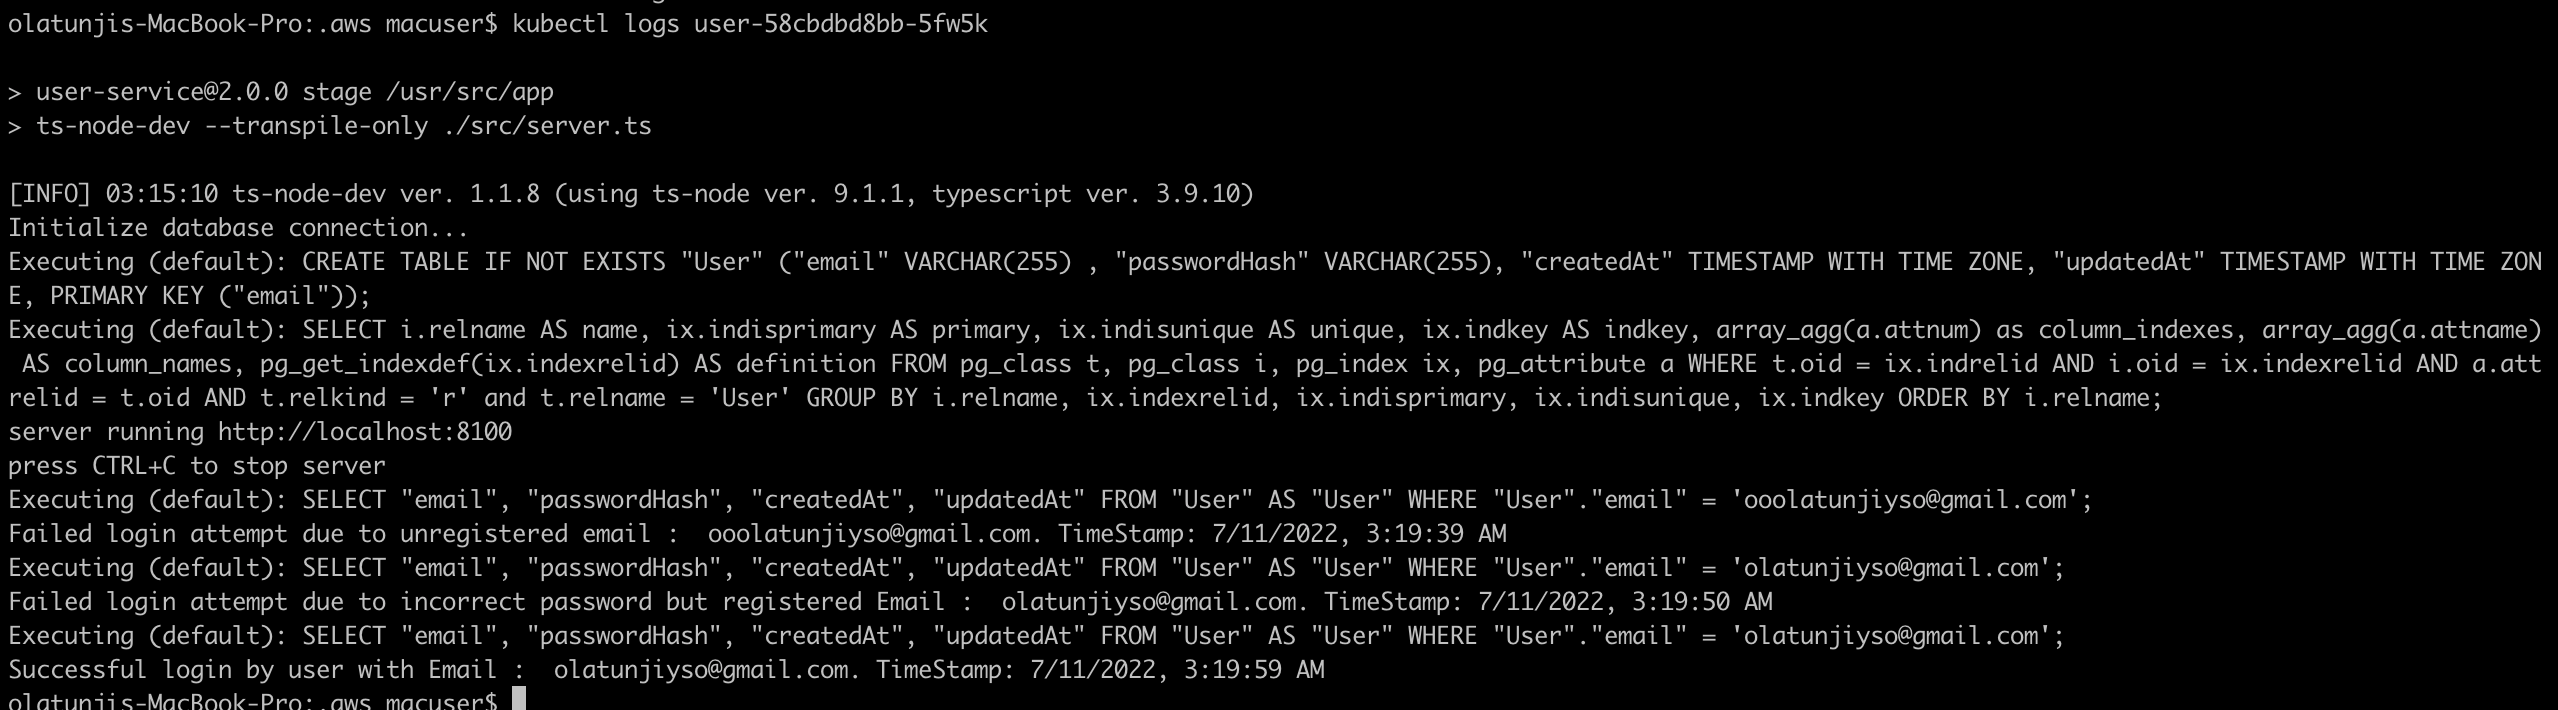 olatunjis-MacBook-Pro:.aws macuser$ kubectl logs user-58cbdbd8bb-5fw5k
> user-service@2.0.0 stage /usr/src/app
> ts-node-dev --transpile-only ./src/server.ts
[INFO] 03:15:10 ts-node-dev ver. 1.1.8 (using ts-node ver. 9.1.1, typescript ver. 3.9.10)
Initialize database connection...
Executing (default): CREATE TABLE IF NOT EXISTS "User" ("email" VARCHAR(255) , "passwordHash" VARCHAR(255), "createdAt" TIMESTAMP WITH TIME ZONE, "updatedAt" TIMESTAMP WITH TIME ZON
E, PRIMARY KEY ("email"));
Executing (default): SELECT i.relname AS name, ix.indisprimary AS primary, ix.indisunique AS unique, ix.indkey AS indkey, array_agg(a.attnum) as column_indexes, array_agg(a.attname)
 AS column_names, pg_get_indexdef(ix.indexrelid) AS definition FROM pg_class t, pg_class i, pg_index ix, pg_attribute a WHERE t.oid = ix.indrelid AND i.oid = ix.indexrelid AND a.att
relid = t.oid AND t.relkind = 'r' and t.relname = 'User' GROUP BY i.relname, ix.indexrelid, ix.indisprimary, ix.indisunique, ix.indkey ORDER BY i.relname;
server running http://localhost:8100
press CTRL+C to stop server
Executing (default): SELECT "email", "passwordHash", "createdAt", "updatedAt" FROM "User" AS "User" WHERE "User"."email" = 'ooolatunjiyso@gmail.com';
Failed login attempt due to unregistered email :  ooolatunjiyso@gmail.com. TimeStamp: 7/11/2022, 3:19:39 AM
Executing (default): SELECT "email", "passwordHash", "createdAt", "updatedAt" FROM "User" AS "User" WHERE "User"."email" = 'olatunjiyso@gmail.com';
Failed login attempt due to incorrect password but registered Email :  olatunjiyso@gmail.com. TimeStamp: 7/11/2022, 3:19:50 AM
Executing (default): SELECT "email", "passwordHash", "createdAt", "updatedAt" FROM "User" AS "User" WHERE "User"."email" = 'olatunjiyso@gmail.com';
Successful login by user with Email :  olatunjiyso@gmail.com. TimeStamp: 7/11/2022, 3:19:59 AM
olatunjis-MacBook-Pro:.aws macuser$